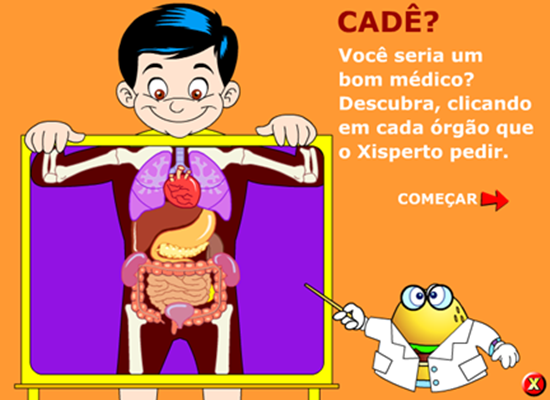 CADÊ?
Você seria um
bom médico?
Descubra, clicando
em cada órgão que
o Xisperto pedir.
COMEÇAR
X